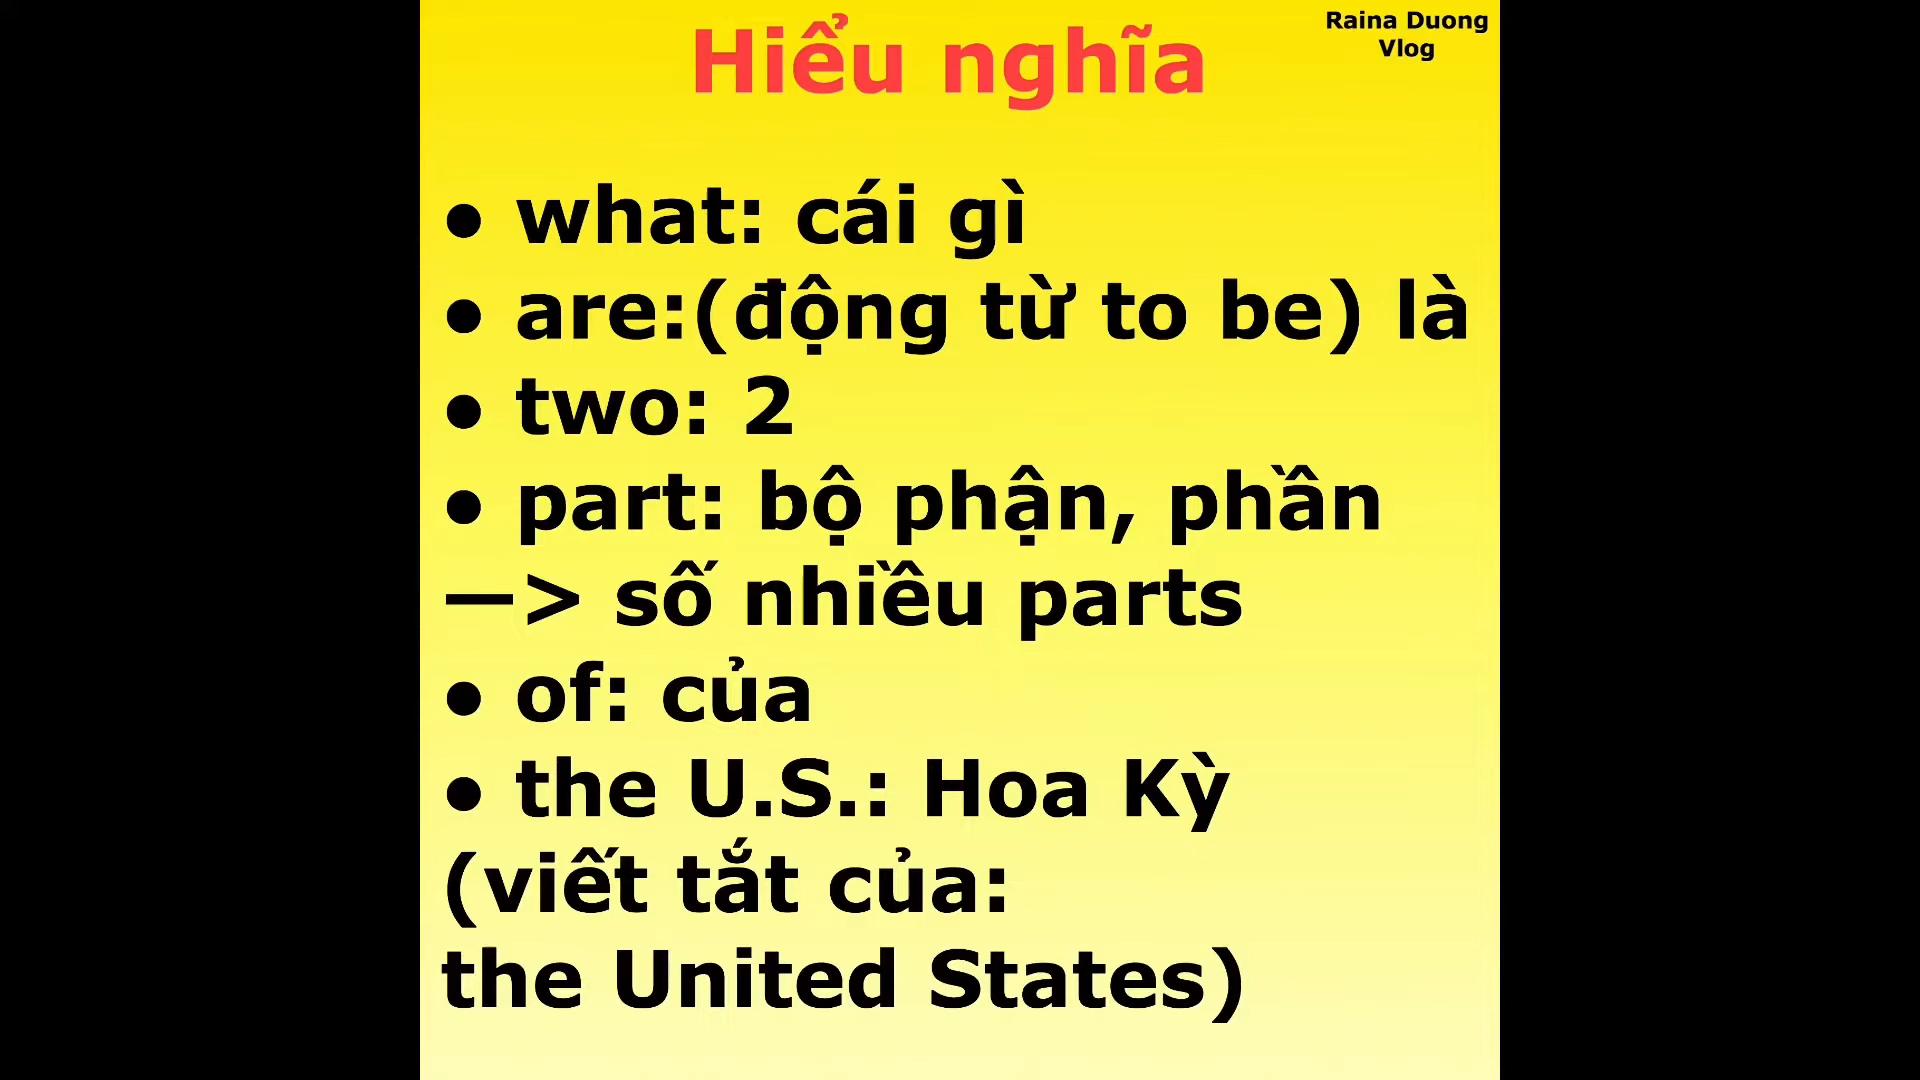 Hiểu nghĩa
Raina Duong
Vlog
● what: cái gì
● are:(động từ to be) là
● two: 2
● part: bộ phận, phần
—> số nhiều parts
● of: của
● the U.S.: Hoa Kỳ
(viết tắt của:
the United States)